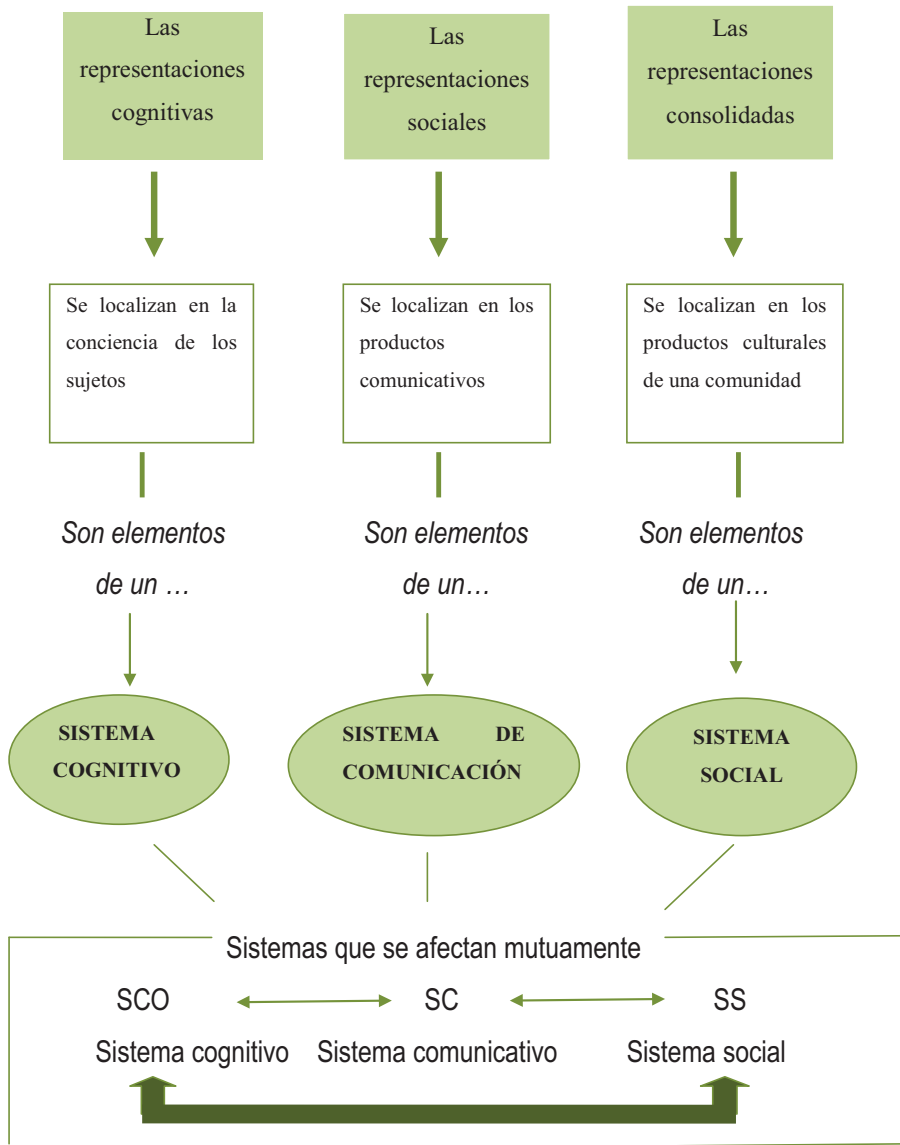 Las
representaciones
cognitivas
Las
representaciones
sociales
Las
representaciones
consolidadas
Se localizan en la
conciencia de los
sujetos
Se localizan en los
productos
comunicativos
Se localizan en los
productos culturales
de una comunidad
Son elementos
de un …
Son elementos
de un…
Son elementos
de un…
SISTEMA
COGNITIVO
SISTEMA DE
COMUNICACIÓN
SISTEMA
SOCIAL
Sistemas que se afectan mutuamente
SCO SC SS
Sistema cognitivo Sistema comunicativo Sistema social